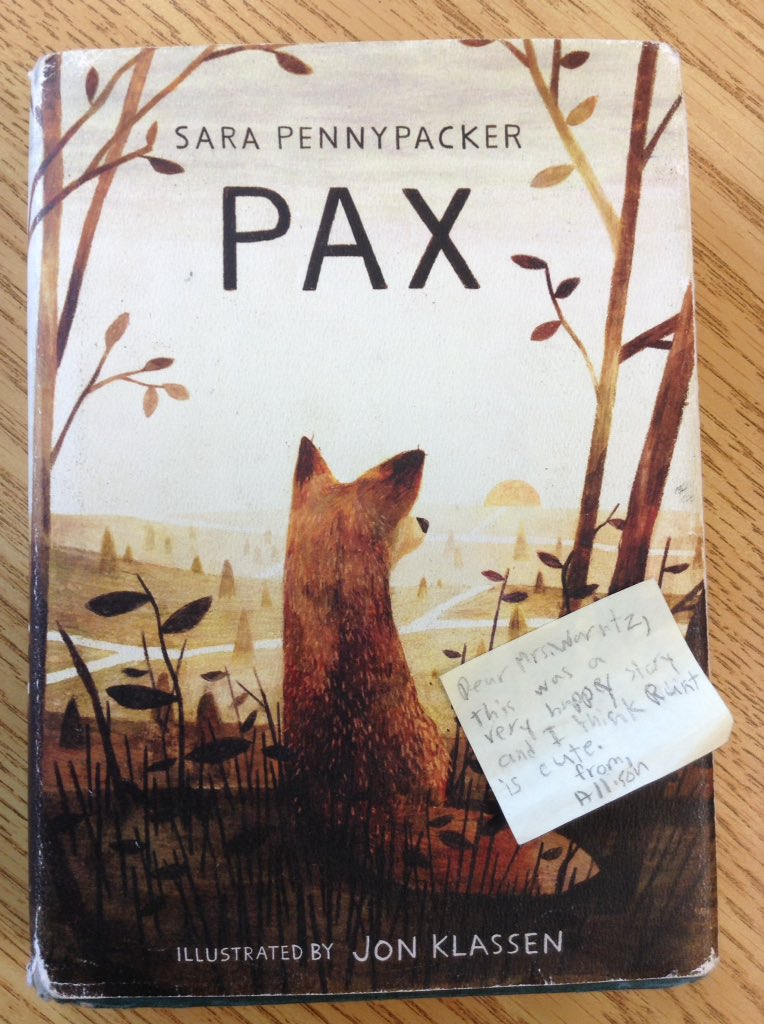 SARA PENNYPACKER
PAX
Dear Mrs.Warntz,
this was a
very happy story
and I think Runt
is cute.
from,
Allison
ILLUSTRATED BY JON KLASSEN